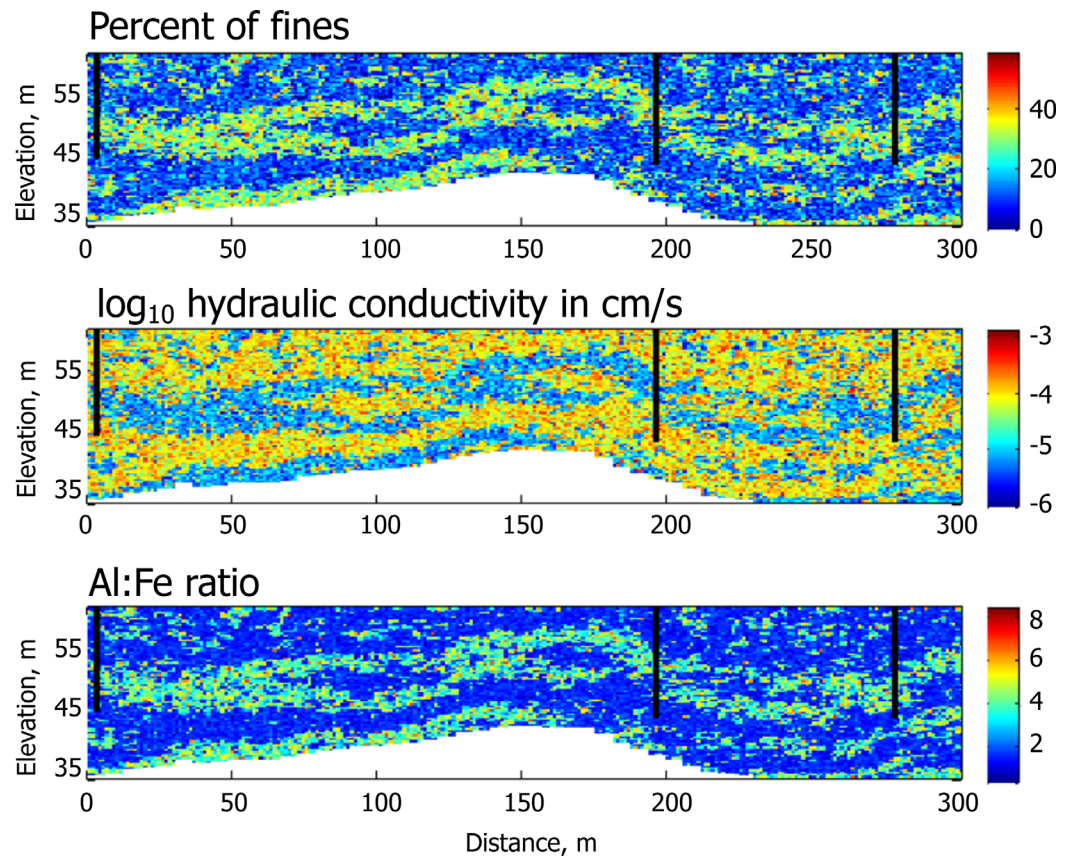 Percent of fines
Elevation, m
55
45
35
0 50 100 150 200 250 300
40
20
0
log₁₀ hydraulic conductivity in cm/s
Elevation, m
55
45
35
0 50 100 150 200 250 300
-3
-4
-5
-6
Al:Fe ratio
Elevation, m
55
45
35
0 50 100 150 200 300
8
6
4
2
Distance, m